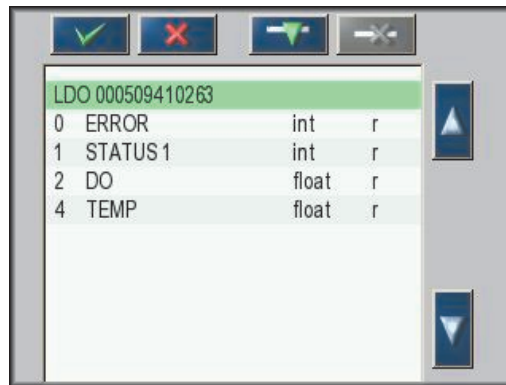 LDO 000509410263
0 ERROR int r
1 STATUS 1 int r
2 DO float r
4 TEMP float r